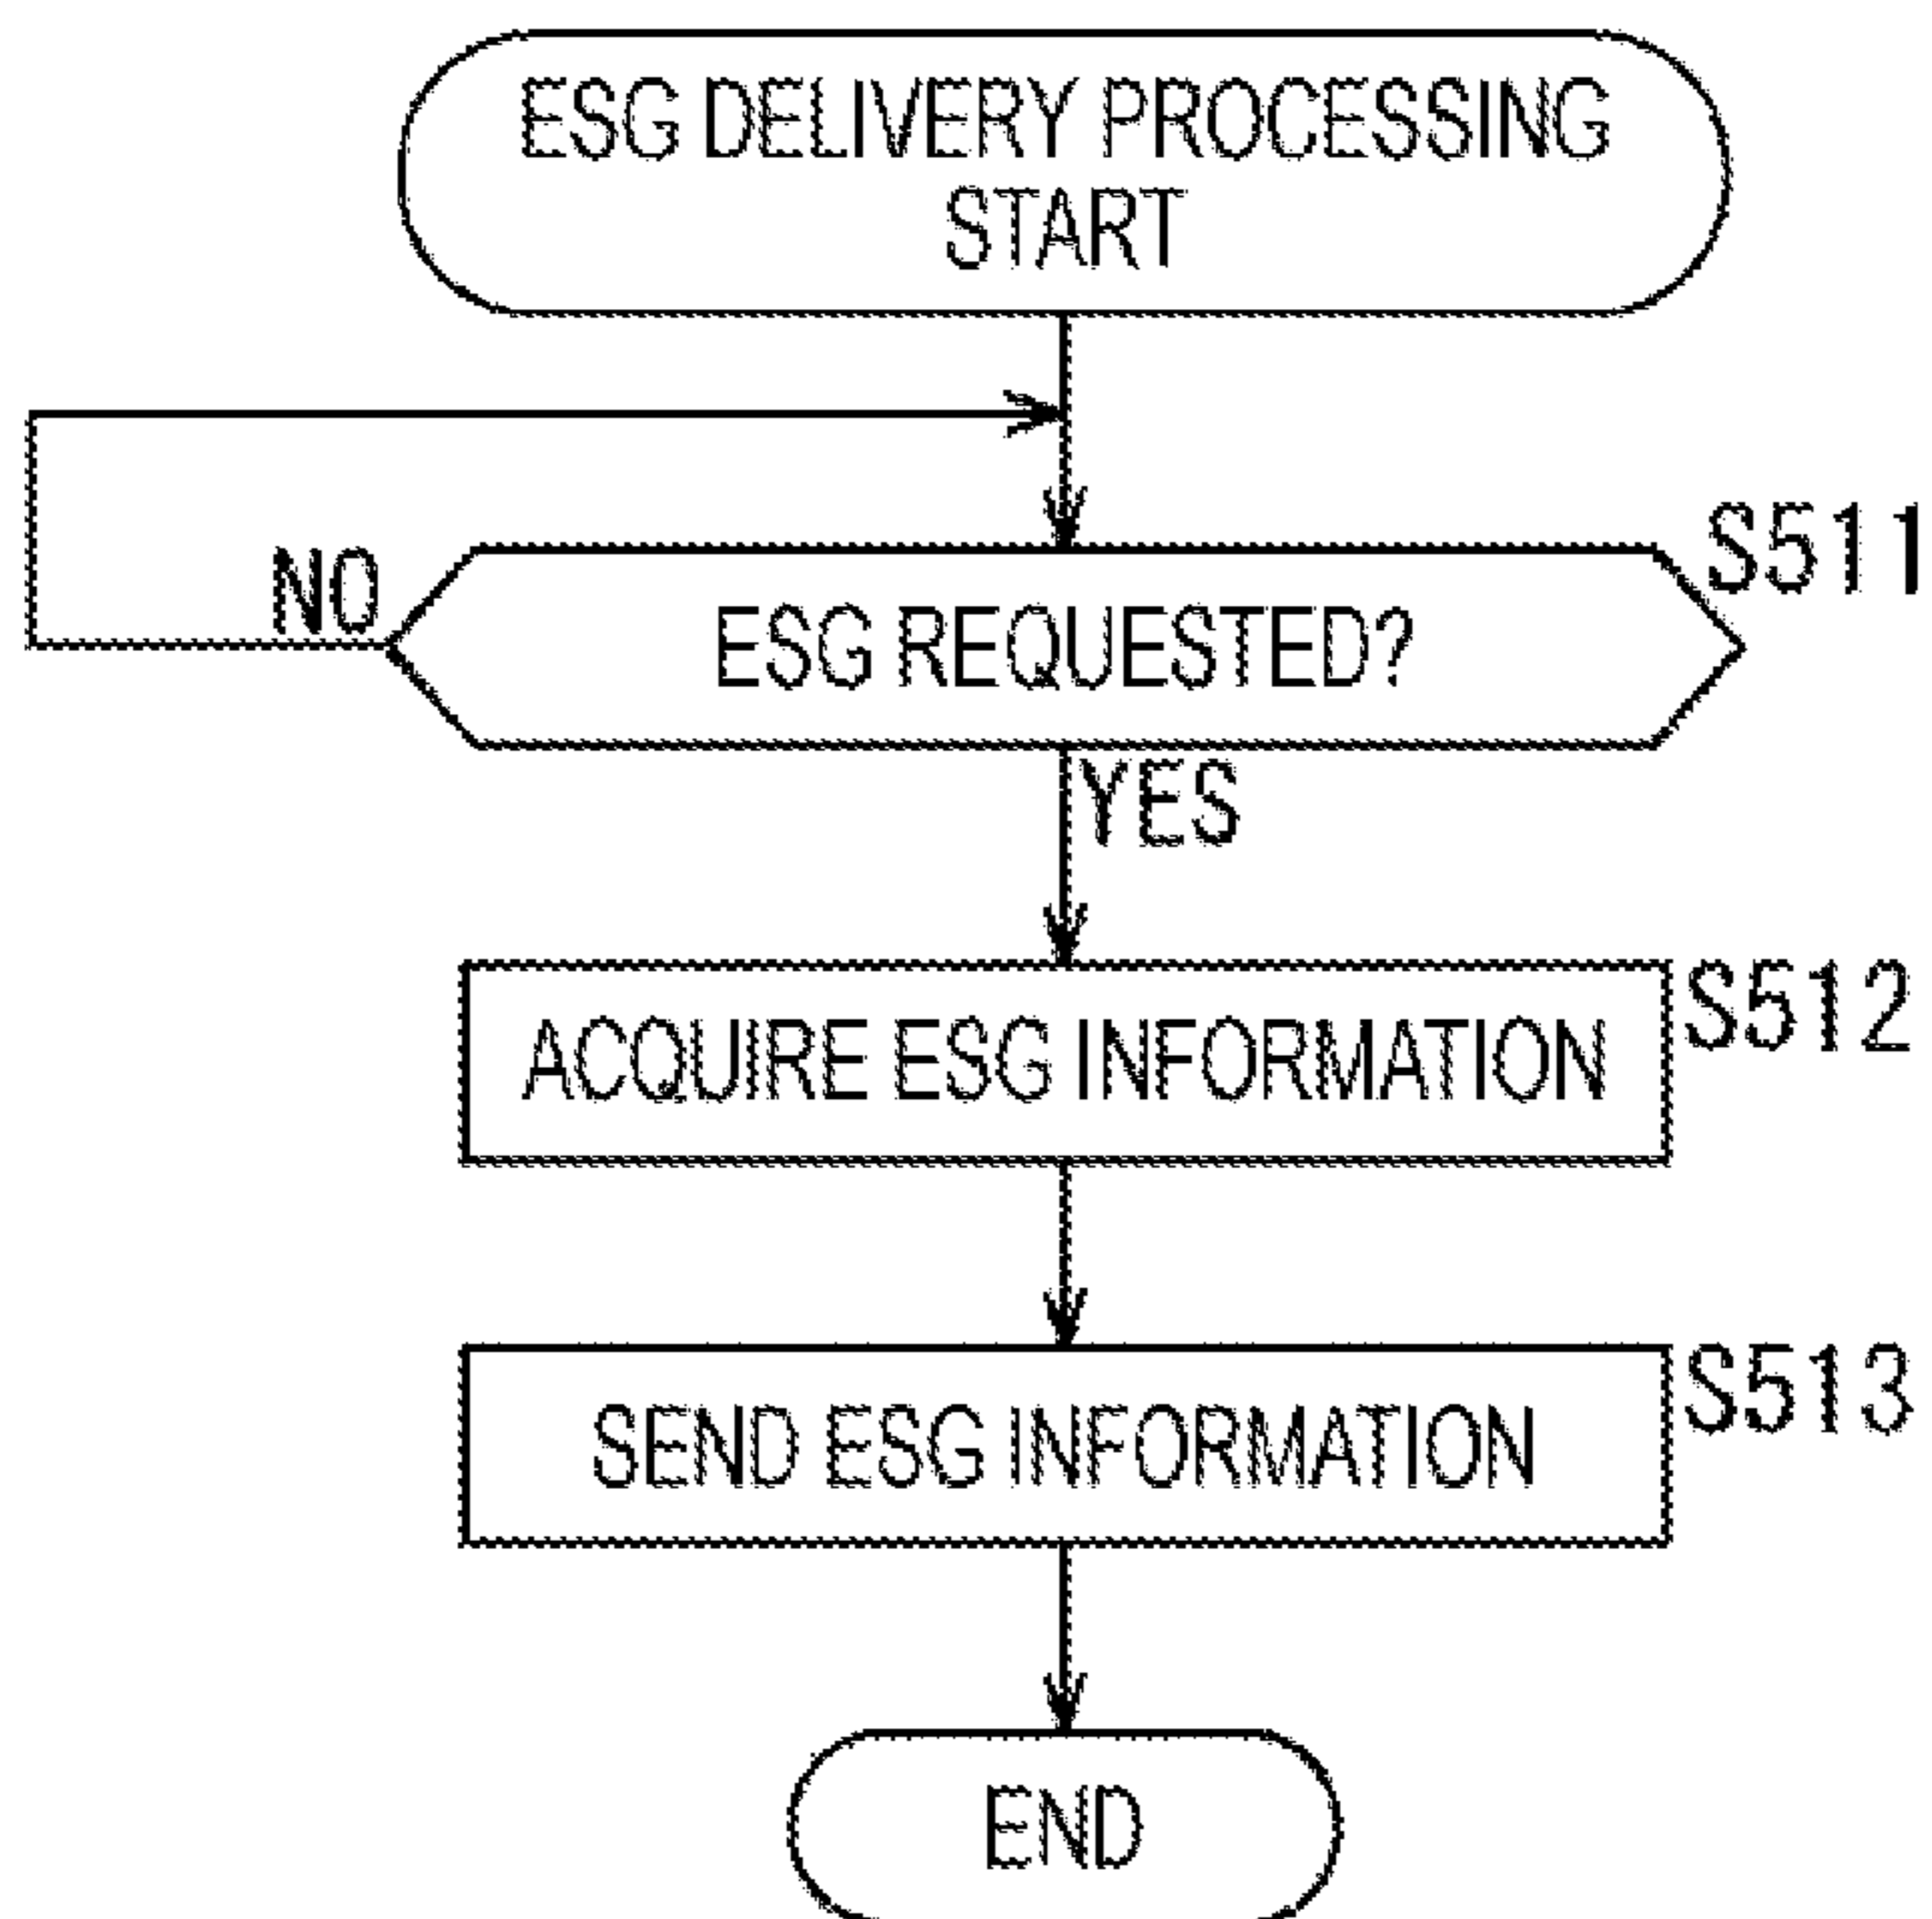 ESG DELIVERY PROCESSING
START
S511
NO
ESG REQUESTED?
YES
S512
ACQUIRE ESG INFORMATION
S513
SEND ESG INFORMATION
END